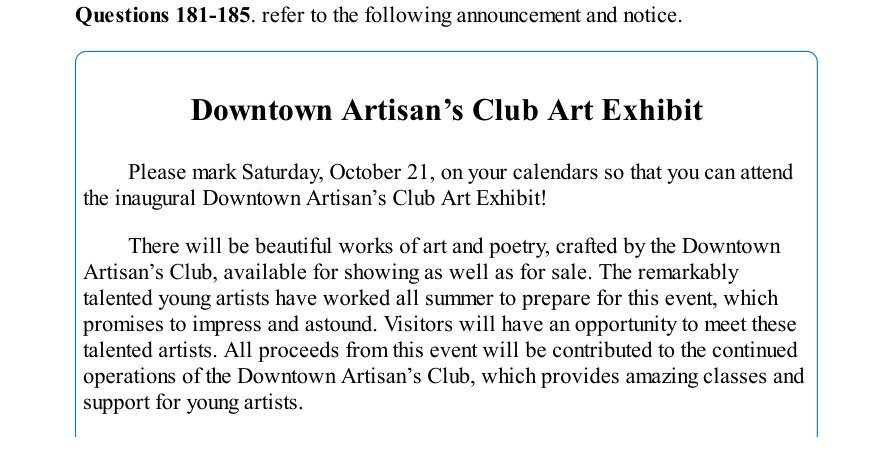 Questions 181-185. refer to the following announcement and notice.
Downtown Artisan’s Club Art Exhibit
Please mark Saturday, October 21, on your calendars so that you can attend
the inaugural Downtown Artisan’s Club Art Exhibit!
There will be beautiful works of art and poetry, crafted by the Downtown
Artisan’s Club, available for showing as well as for sale. The remarkably
talented young artists have worked all summer to prepare for this event, which
promises to impress and astound. Visitors will have an opportunity to meet these
talented artists. All proceeds from this event will be contributed to the continued
operations of the Downtown Artisan’s Club, which provides amazing classes and
support for young artists.